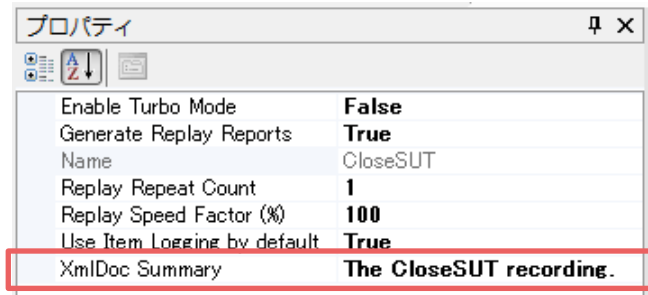 プロパティ
Enable Turbo Mode False
Generate Replay Reports True
Name CloseSUT
Replay Repeat Count 1
Replay Speed Factor (%) 100
Use Item Logging by default True
XmlDoc Summary The CloseSUT recording.